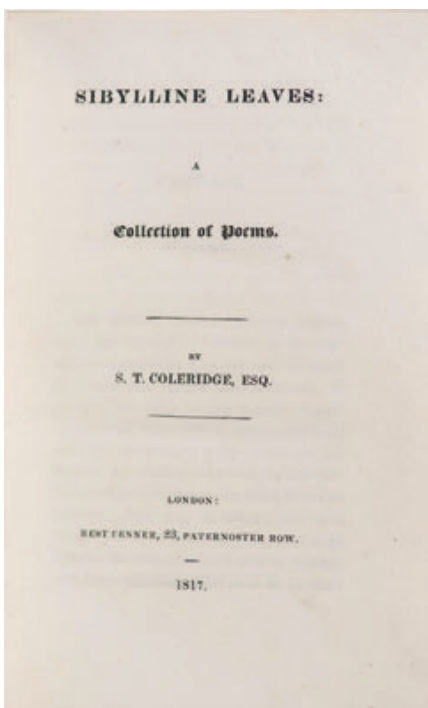 SIBYLLINE LEAVES:
A
Collection of Poems.
BY
S. T. COLERIDGE, ESQ.
LONDON:
REST FENNER, 23, PATERNOSTER ROW.
1817.